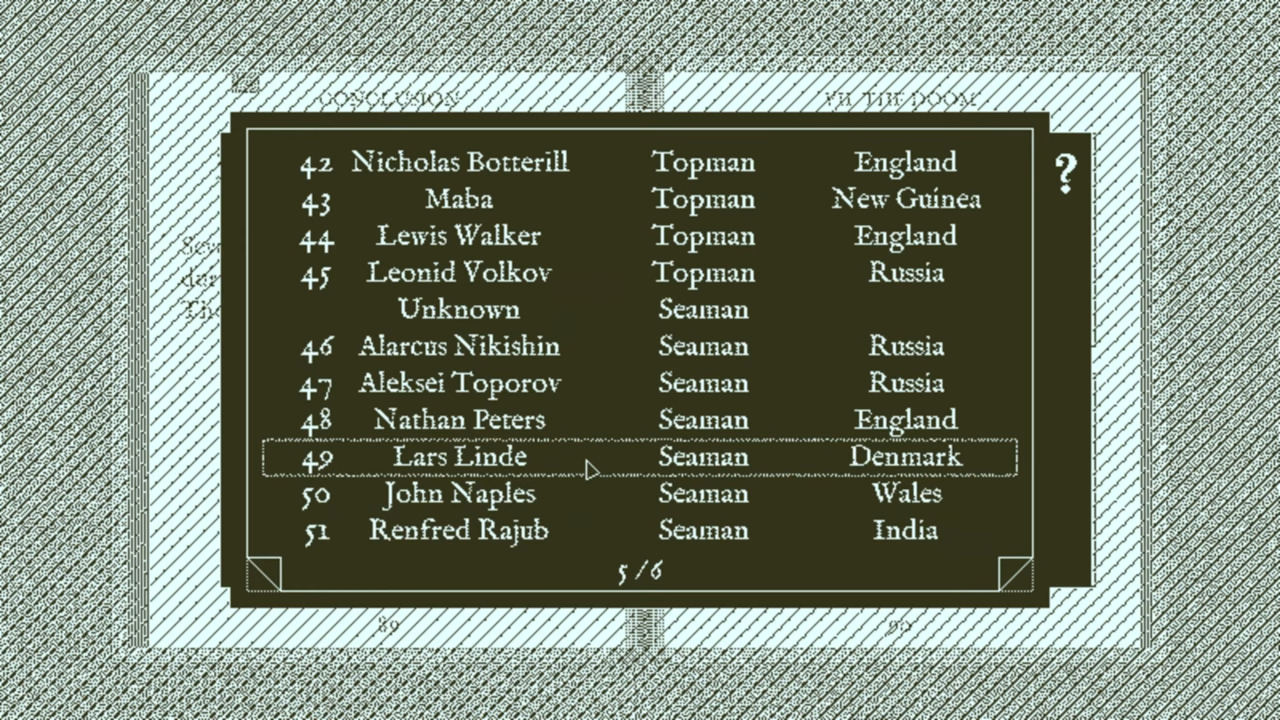 CONCLUSION
VII. THE DOOM
42 Nicholas Botterill Topman England
?
43 Maba Topman New Guinea
44 Lewis Walker Topman England
45 Leonid Volkov Topman Russia
Unknown Seaman
46 Alarcus Nikishin Seaman Russia
47 Aleksei Toporov Seaman Russia
48 Nathan Peters Seaman England
49 Lars Linde Seaman Denmark
50 John Naples Seaman Wales
51 Renfred Rajub Seaman India
5/6
89
90